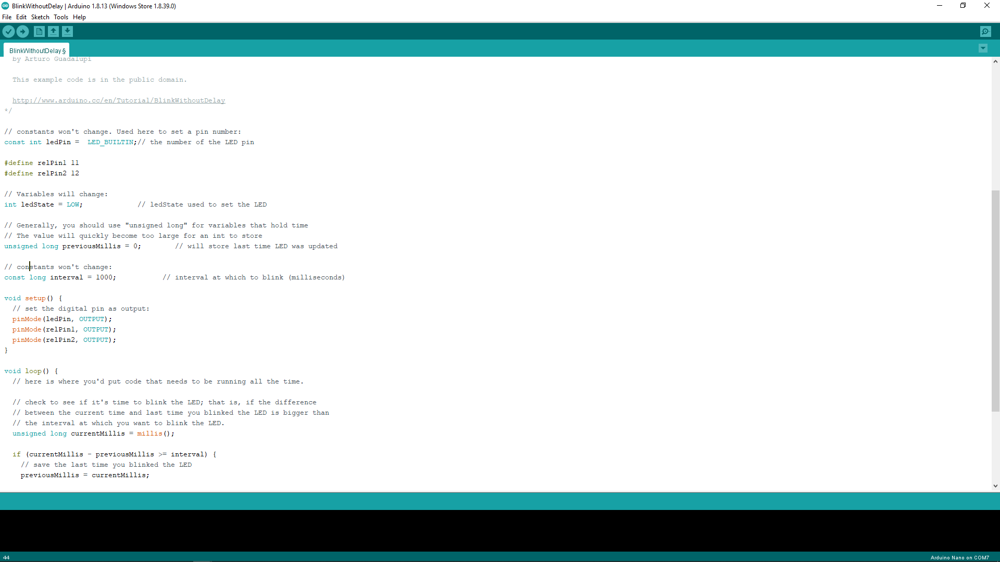 BlinkWithoutDelay | Arduino 1.8.13 (Windows Store 1.8.39.0)
File Edit Sketch Tools Help
BlinkWithoutDelay §
by Arturo Guadalupi
This example code is in the public domain.
http://www.arduino.cc/en/Tutorial/BlinkWithoutDelay
*/
// constants won't change. Used here to set a pin number:
const int ledPin =  LED_BUILTIN;// the number of the LED pin
#define relPin1 11
#define relPin2 12
// Variables will change:
int ledState = LOW;             // ledState used to set the LED
// Generally, you should use "unsigned long" for variables that hold time
// The value will quickly become too large for an int to store
unsigned long previousMillis = 0;        // will store last time LED was updated
// constants won't change:
const long interval = 1000;           // interval at which to blink (milliseconds)
void setup() {
  // set the digital pin as output:
  pinMode(ledPin, OUTPUT);
  pinMode(relPin1, OUTPUT);
  pinMode(relPin2, OUTPUT);
}
void loop() {
  // here is where you'd put code that needs to be running all the time.
  // check to see if it's time to blink the LED; that is, if the difference
  // between the current time and last time you blinked the LED is bigger than
  // the interval at which you want to blink the LED.
  unsigned long currentMillis = millis();
  if (currentMillis - previousMillis >= interval) {
    // save the last time you blinked the LED
    previousMillis = currentMillis;
44
Arduino Nano on COM7